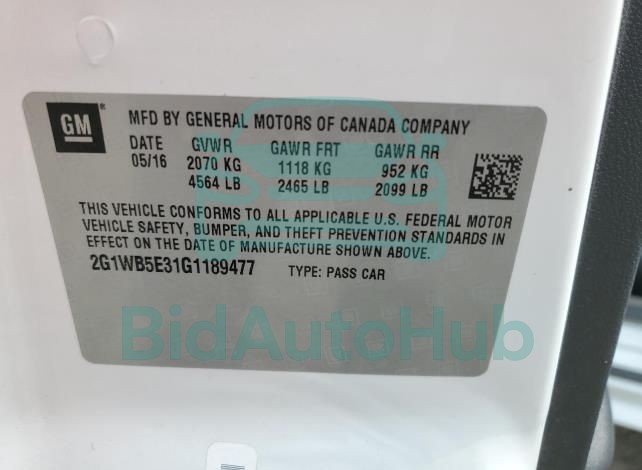 GM ® MFD BY GENERAL MOTORS OF CANADA COMPANY
DATE GVWR GAWR FRT GAWR RR
05/16 2070 KG 1118 KG 952 KG
4564 LB 2465 LB 2099 LB
THIS VEHICLE CONFORMS TO ALL APPLICABLE U.S. FEDERAL MOTOR
VEHICLE SAFETY, BUMPER, AND THEFT PREVENTION STANDARDS IN
EFFECT ON THE DATE OF MANUFACTURE SHOWN ABOVE.
2G1WB5E31G1189477 TYPE: PASS CAR
BidAutoHub